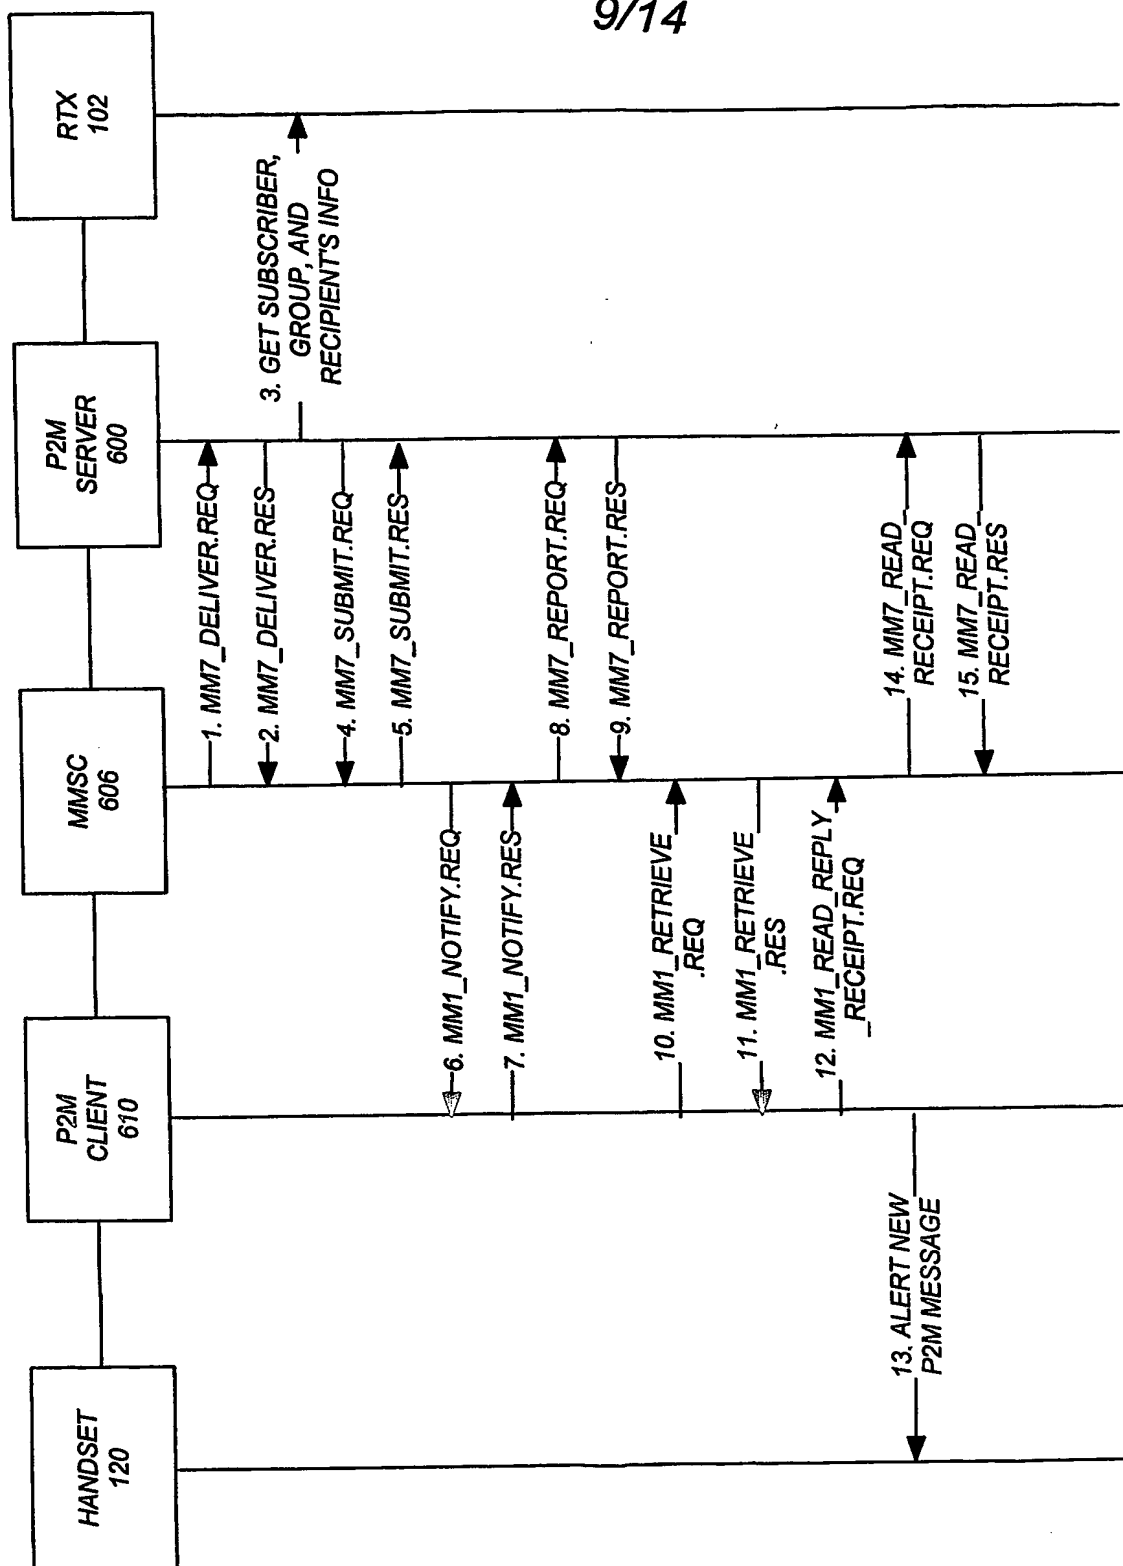 9/14
HANDSET
120
P2M
CLIENT
610
MMSC
606
P2M
SERVER
600
RTX
102
1. MM7_DELIVER.REQ
2. MM7_DELIVER.RES
3. GET SUBSCRIBER,
GROUP, AND
RECIPIENT'S INFO
4. MM7_SUBMIT.REQ
5. MM7_SUBMIT.RES
6. MM1_NOTIFY.REQ
7. MM1_NOTIFY.RES
8. MM7_REPORT.REQ
9. MM7_REPORT.RES
10. MM1_RETRIEVE
.REQ
11. MM1_RETRIEVE
.RES
12. MM1_READ_REPLY
_RECEIPT.REQ
13. ALERT NEW
P2M MESSAGE
14. MM7_READ_
RECEIPT.REQ
15. MM7_READ_
RECEIPT.RES